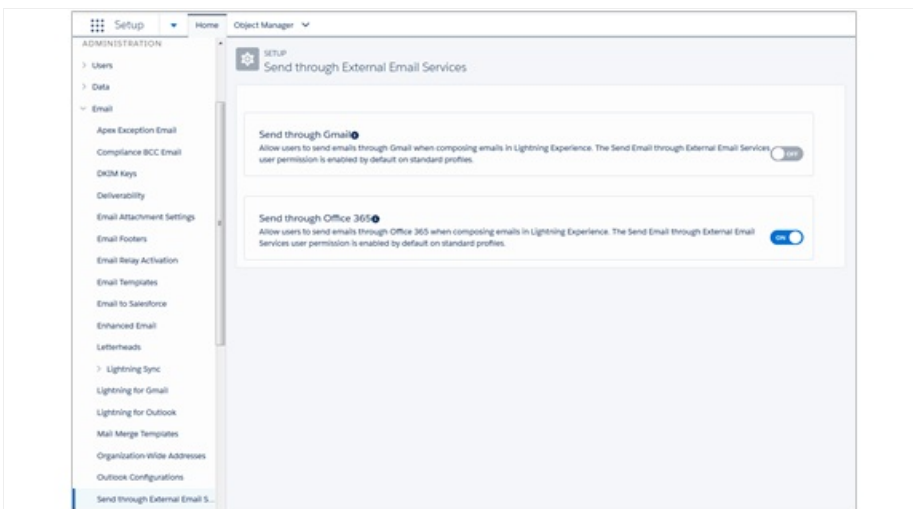 Setup
Home
Object Manager
ADMINISTRATION
Users
Data
Email
Apex Exception Email
Compliance BCC Email
DKIM Keys
Deliverability
Email Attachment Settings
Email Footers
Email Relay Activation
Email Templates
Email to Salesforce
Enhanced Email
Letterheads
Lightning Sync
Lightning for Gmail
Lightning for Outlook
Mail Merge Templates
Organization-Wide Addresses
Outlook Configurations
Send through External Email S...
SETUP
Send through External Email Services
Send through Gmail
Allow users to send emails through Gmail when composing emails in Lightning Experience. The Send Email through External Email Services
user permission is enabled by default on standard profiles.
OFF
Send through Office 365
Allow users to send emails through Office 365 when composing emails in Lightning Experience. The Send Email through External Email
Services user permission is enabled by default on standard profiles.
ON